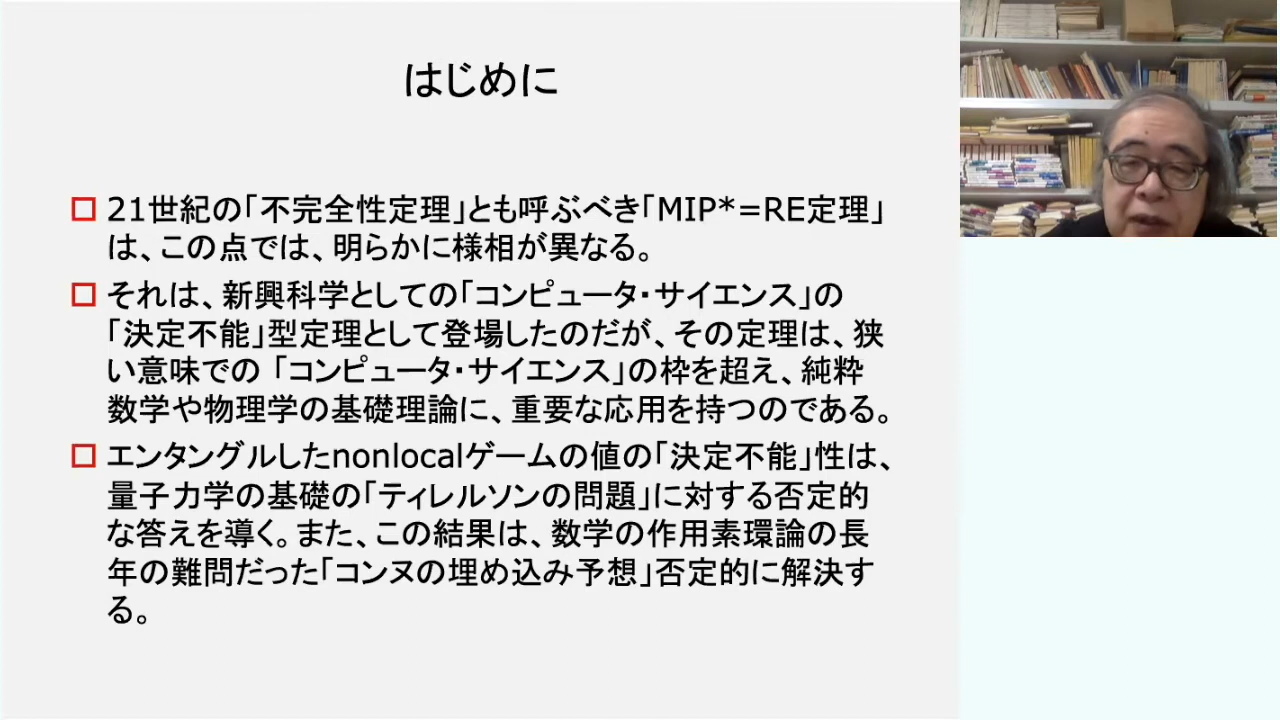 はじめに
21世紀の「不完全性定理」とも呼ぶべき「MIP*=RE定理」
は、この点では、明らかに様相が異なる。
それは、新興科学としての「コンピュータ・サイエンス」の
「決定不能」型定理として登場したのだが、その定理は、狭
い意味での 「コンピュータ・サイエンス」の枠を超え、純粋
数学や物理学の基礎理論に、重要な応用を持つのである。
エンタングルしたnonlocalゲームの値の「決定不能」性は、
量子力学の基礎の「ティレルソンの問題」に対する否定的
な答えを導く。また、この結果は、数学の作用素環論の長
年の難問だった「コンヌの埋め込み予想」否定的に解決す
る。